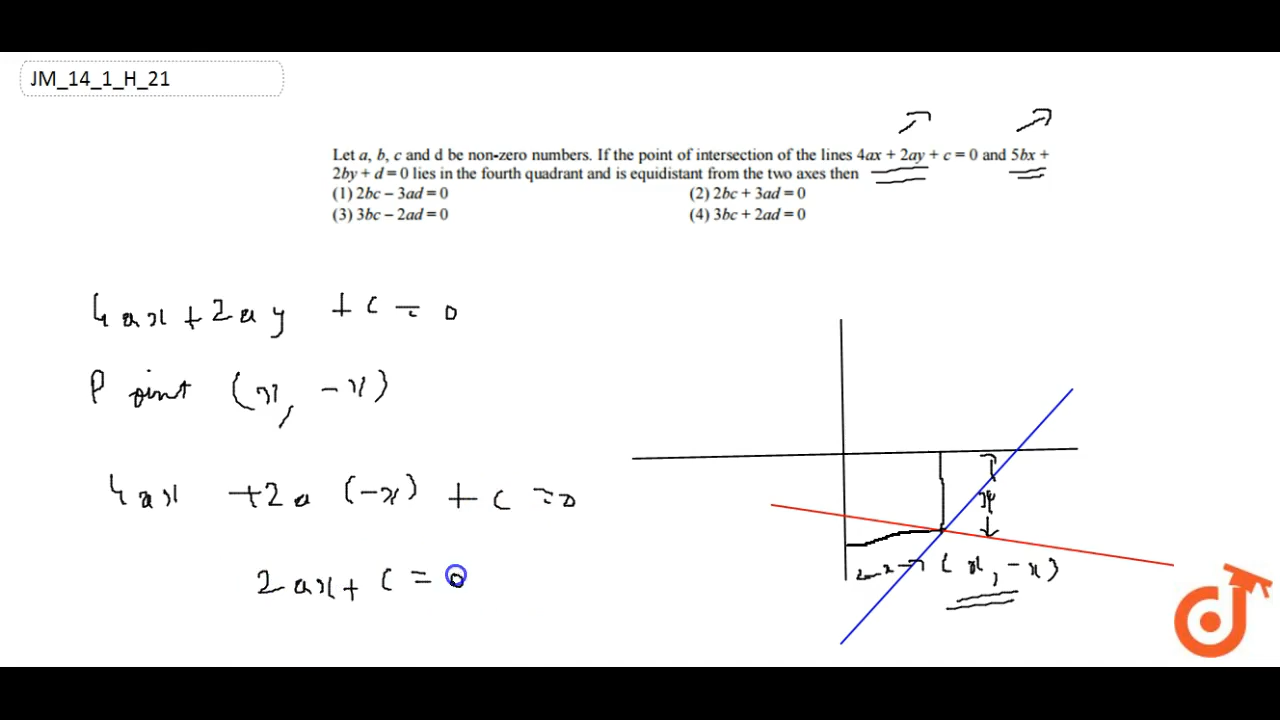 JM_14_1_H_21
Let a, b, c and d be non-zero numbers. If the point of intersection of the lines 4ax + 2ay + c = 0 and 5bx +
2by + d = 0 lies in the fourth quadrant and is equidistant from the two axes then
(1) 2bc − 3ad = 0 (2) 2bc + 3ad = 0
(3) 3bc − 2ad = 0 (4) 3bc + 2ad = 0
4ax + 2ay + c = 0
Point (x, -x)
4ax + 2a (-x) + c = 0
2ax + c = 0
x
(x, -x)